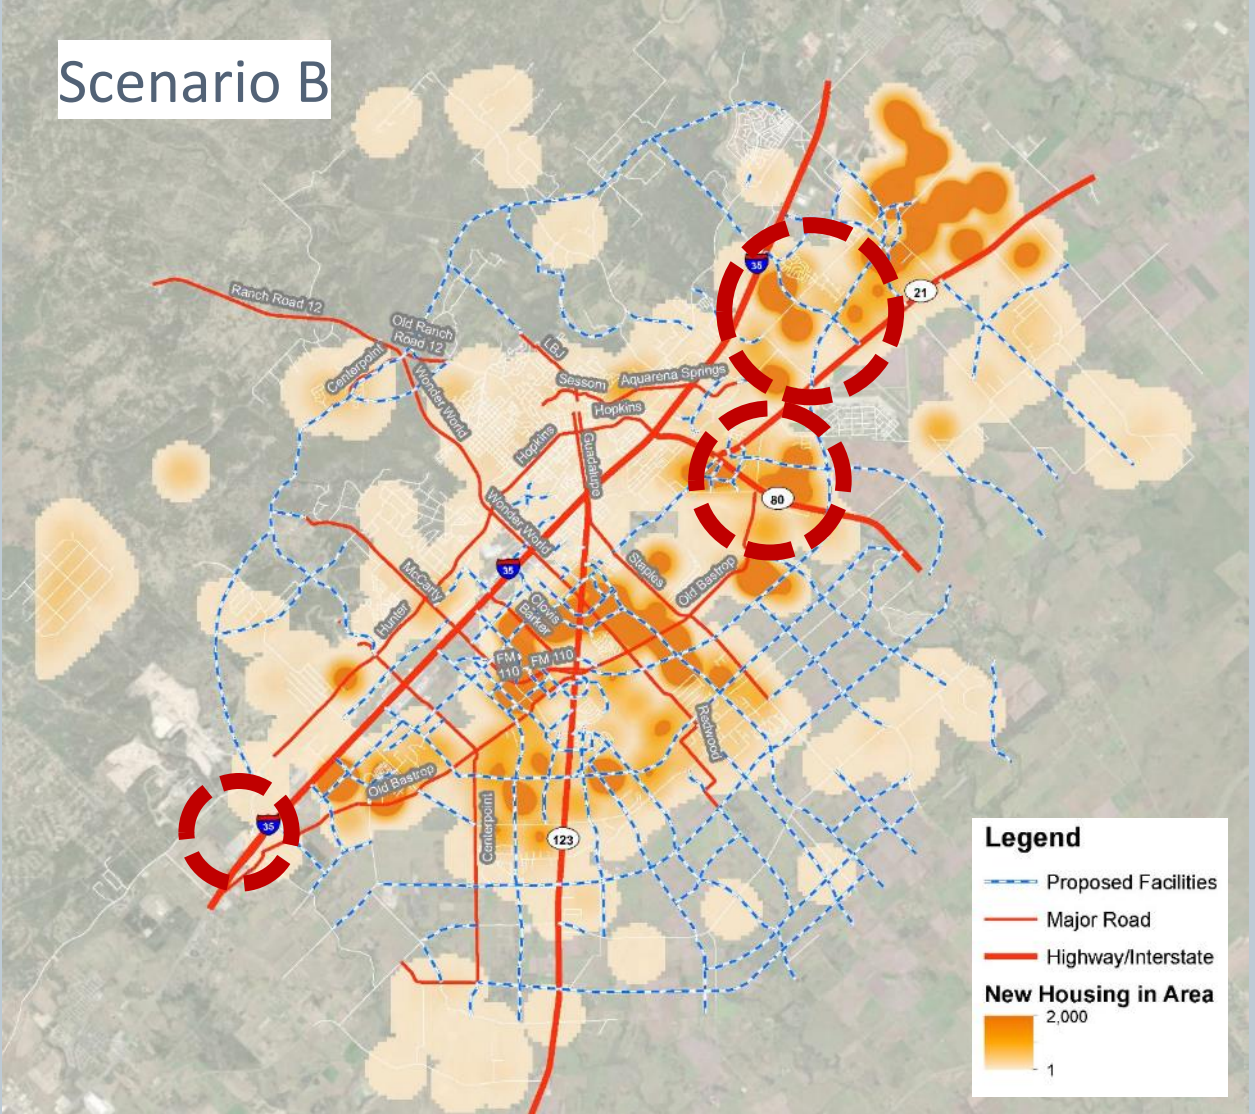 Scenario B
35
21
Ranch Road 12
Old Ranch
Road 12
Centerpoint
LBJ
Wonder World
Sessom
Aquarena Springs
Hopkins
Hopkins
Guadalupe
80
Wonder World
35
Staples
Old Bastrop
McCarty
Clovis
Barker
Hunter
FM
110
FM 110
Redwood
Old Bastrop
35
Centerpoint
123
Legend
Proposed Facilities
Major Road
Highway/Interstate
New Housing in Area
2,000
1